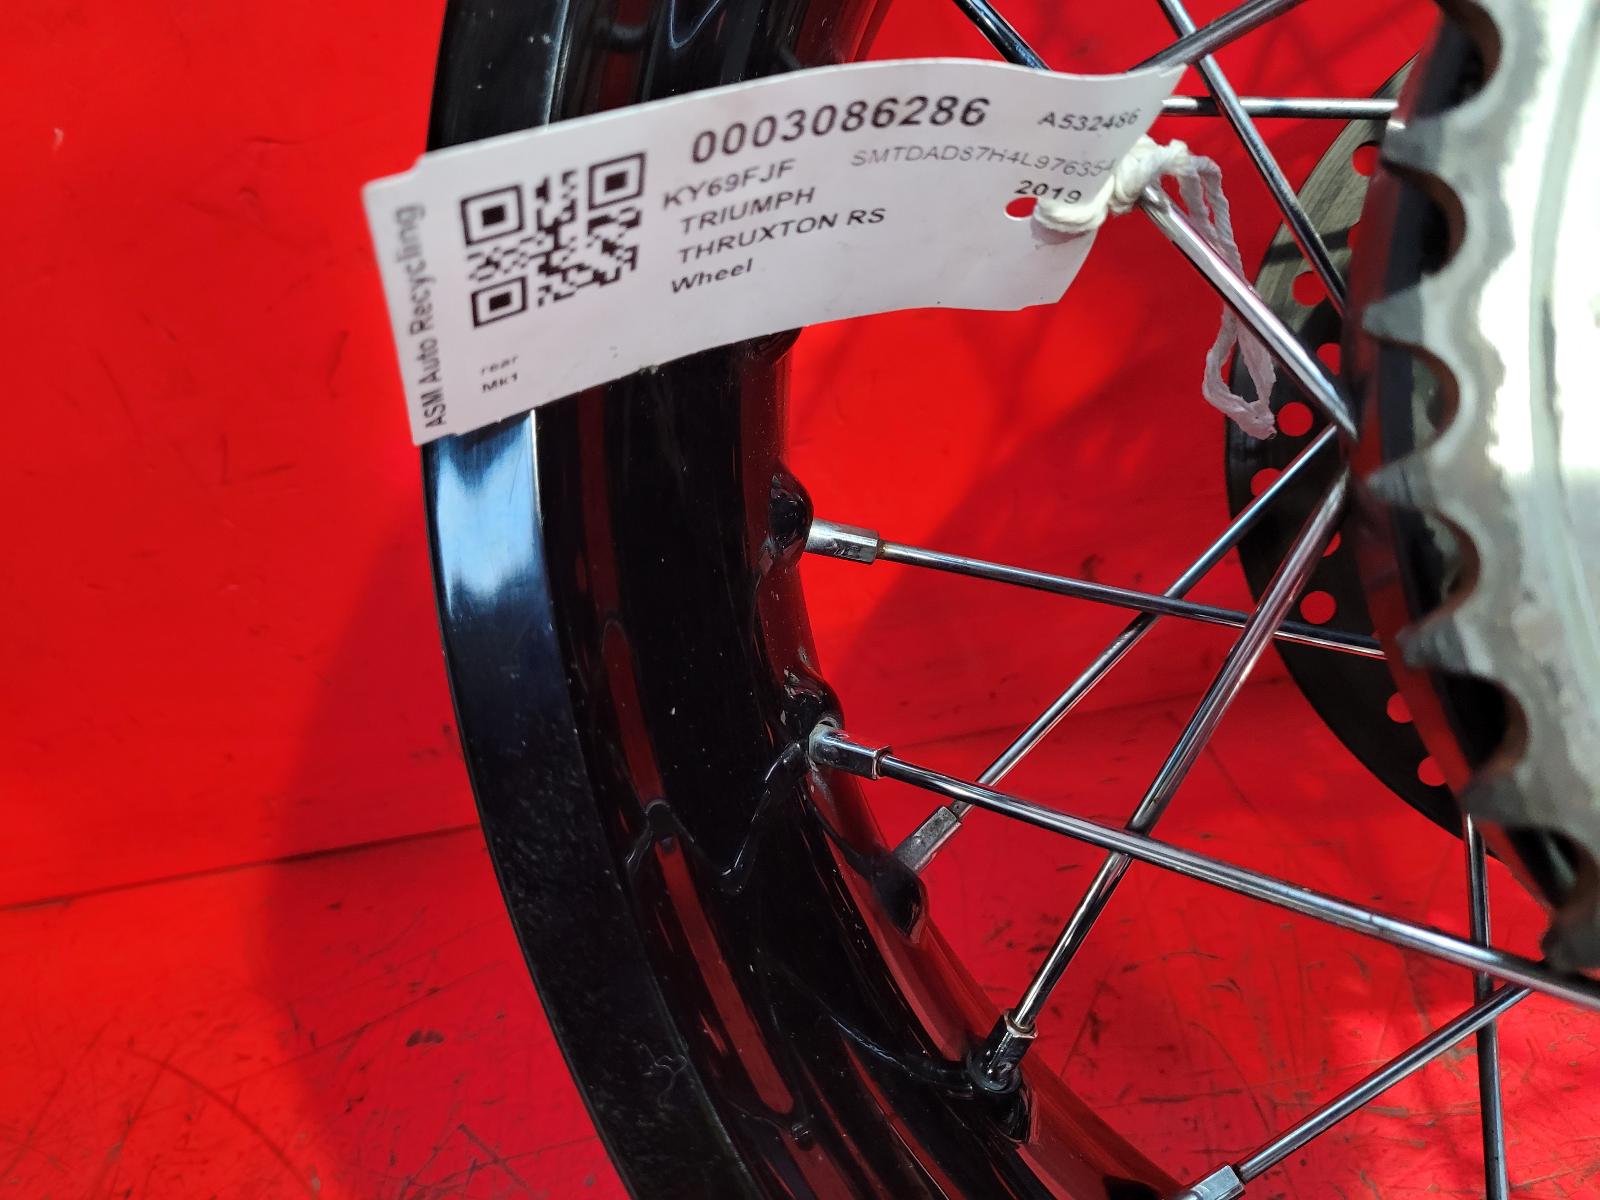 0003086286
A532486
KY69FJF
SMTDAD87H4L976354
TRIUMPH
2019
THRUXTON RS
Wheel
rear
Mk1
ASM Auto Recycling